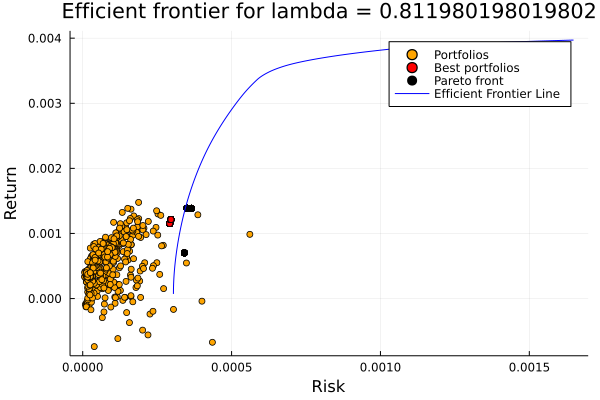 Efficient frontier for lambda = 0.811980198019802
0.004
0.003
0.002
0.001
0.000
Return
Portfolios
Best portfolios
Pareto front
Efficient Frontier Line
0.0000
0.0005
0.0010
0.0015
Risk